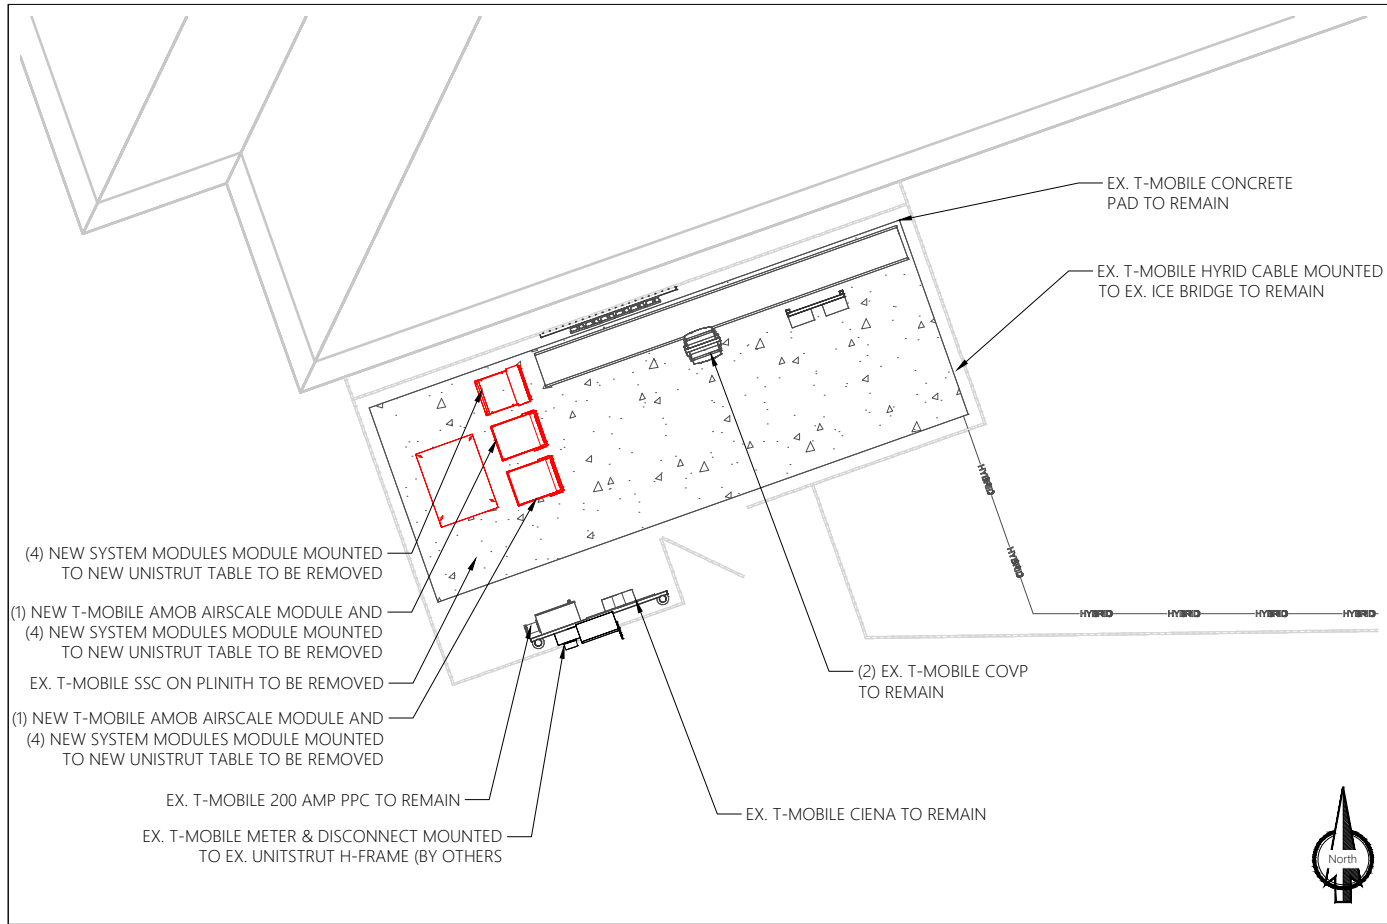 EX. T-MOBILE CONCRETE
PAD TO REMAIN
EX. T-MOBILE HYRID CABLE MOUNTED
TO EX. ICE BRIDGE TO REMAIN
HYBRID
HYBRID
HYBRID
HYBRID
HYBRID
HYBRID
(4) NEW SYSTEM MODULES MODULE MOUNTED
TO NEW UNISTRUT TABLE TO BE REMOVED
(1) NEW T-MOBILE AMOB AIRSCALE MODULE AND
(4) NEW SYSTEM MODULES MODULE MOUNTED
TO NEW UNISTRUT TABLE TO BE REMOVED
EX. T-MOBILE SSC ON PLINITH TO BE REMOVED
(1) NEW T-MOBILE AMOB AIRSCALE MODULE AND
(4) NEW SYSTEM MODULES MODULE MOUNTED
TO NEW UNISTRUT TABLE TO BE REMOVED
EX. T-MOBILE 200 AMP PPC TO REMAIN
EX. T-MOBILE METER & DISCONNECT MOUNTED
TO EX. UNITSTRUT H-FRAME (BY OTHERS
(2) EX. T-MOBILE COVP
TO REMAIN
EX. T-MOBILE CIENA TO REMAIN
North